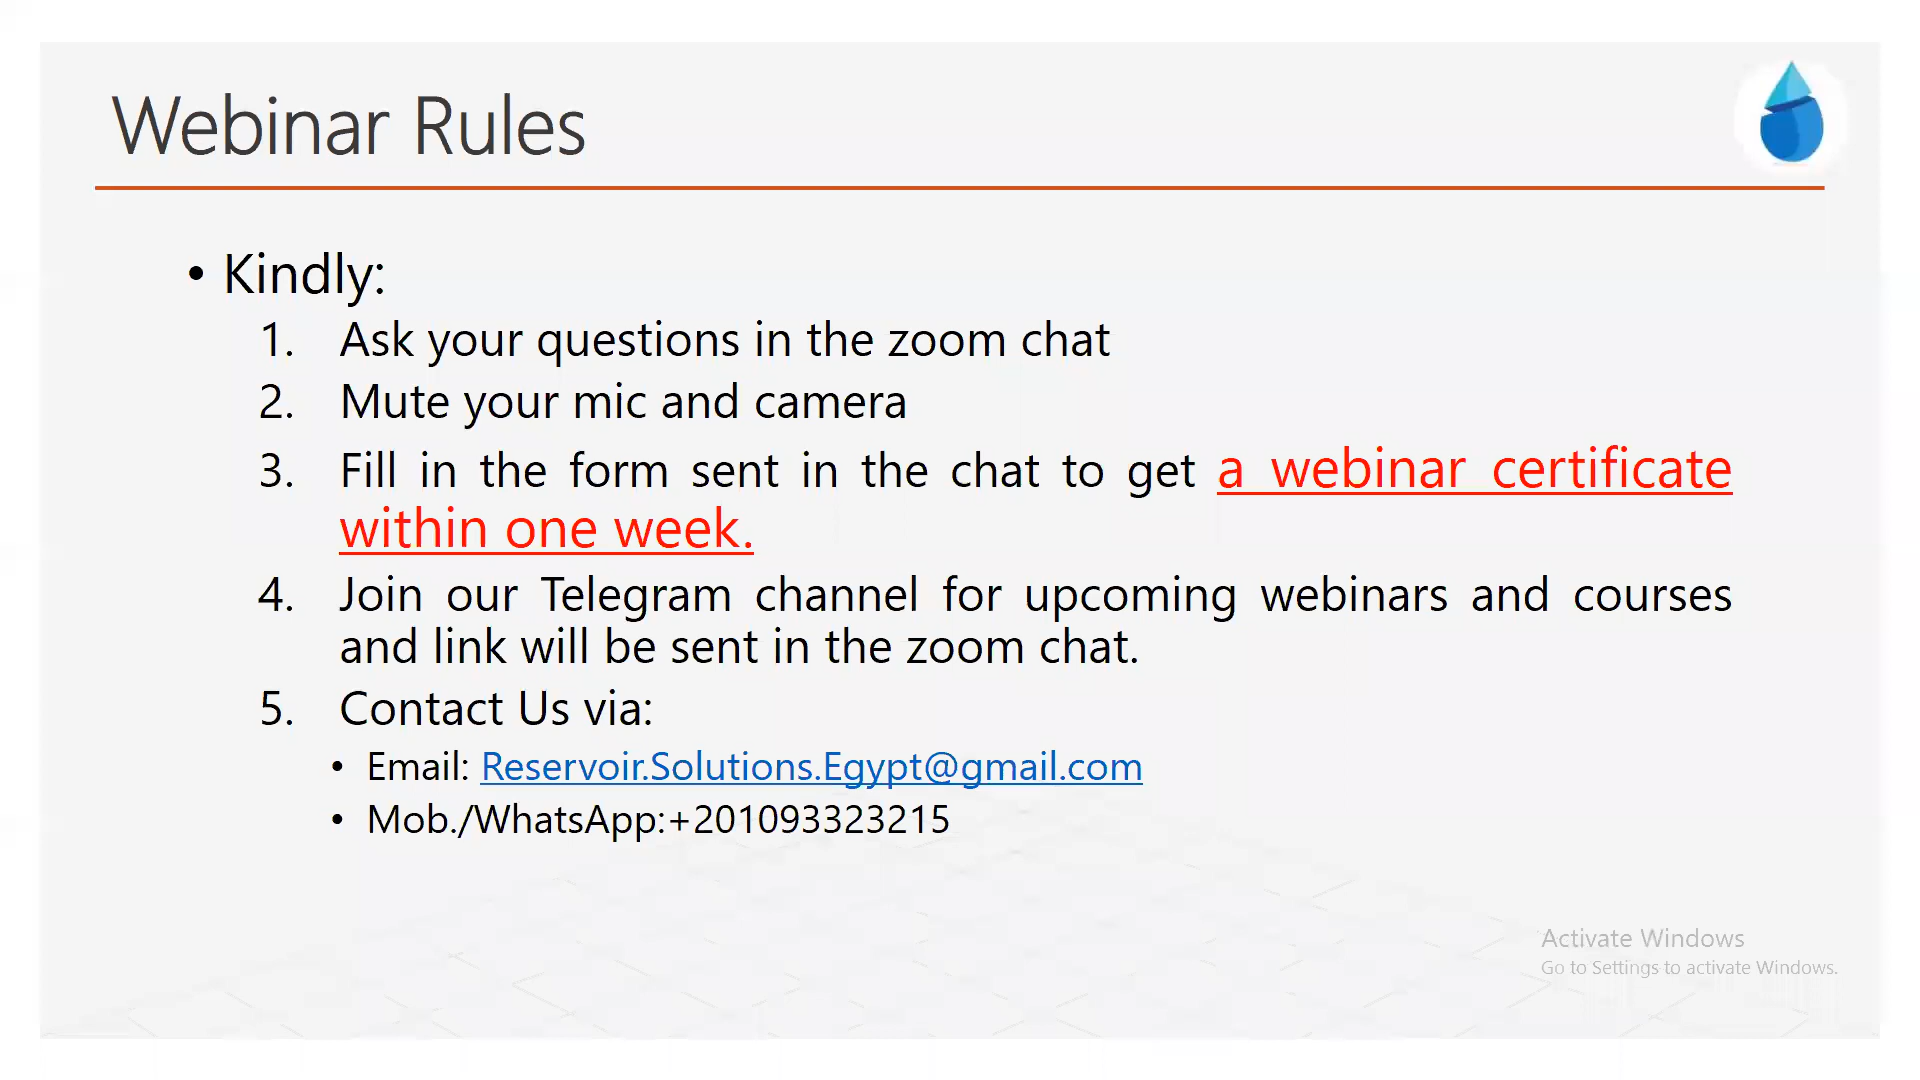 Webinar Rules
• Kindly:
1. Ask your questions in the zoom chat
2. Mute your mic and camera
3. Fill in the form sent in the chat to get a webinar certificate
within one week.
4. Join our Telegram channel for upcoming webinars and courses
and link will be sent in the zoom chat.
5. Contact Us via:
• Email: Reservoir.Solutions.Egypt@gmail.com
• Mob./WhatsApp:+201093323215
Activate Windows
Go to Settings to activate Windows.